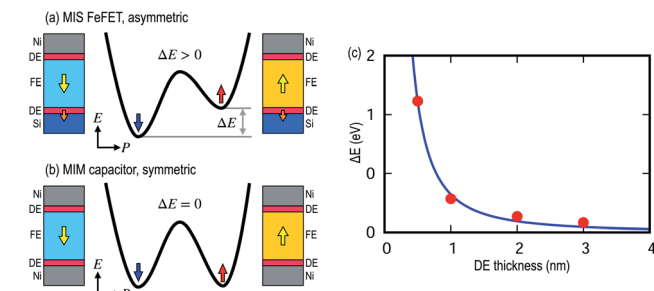 (a) MIS FeFET, asymmetric
Ni
DE
FE
DE
Si
E
P
ΔE > 0
ΔE
Ni
DE
FE
DE
Si
(b) MIM capacitor, symmetric
Ni
DE
FE
DE
Ni
E
ΔE = 0
Ni
DE
FE
DE
Ni
(c)
ΔE (eV)
2
1
0
0
0
1
2
3
4
DE thickness (nm)